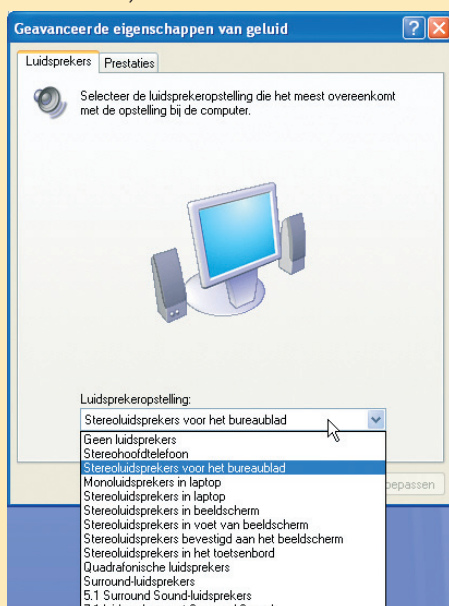 Geavanceerde eigenschappen van geluid
Luidsprekers Prestaties
Selecteer de luidsprekeropstelling die het meest overeenkomt
met de opstelling bij de computer.
Luidsprekeropstelling:
Stereoluidsprekers voor het bureaublad
Geen luidsprekers
Stereohoofdtelefoon
Stereoluidsprekers voor het bureaublad
Monoluidsprekers in laptop
Stereoluidsprekers in laptop
Stereoluidsprekers in beeldscherm
Stereoluidsprekers in voet van beeldscherm
Stereoluidsprekers bevestigd aan het beeldscherm
Stereoluidsprekers in het toetsenbord
Quadrafonische luidsprekers
Surround-luidsprekers
5.1 Surround Sound-luidsprekers
epassen